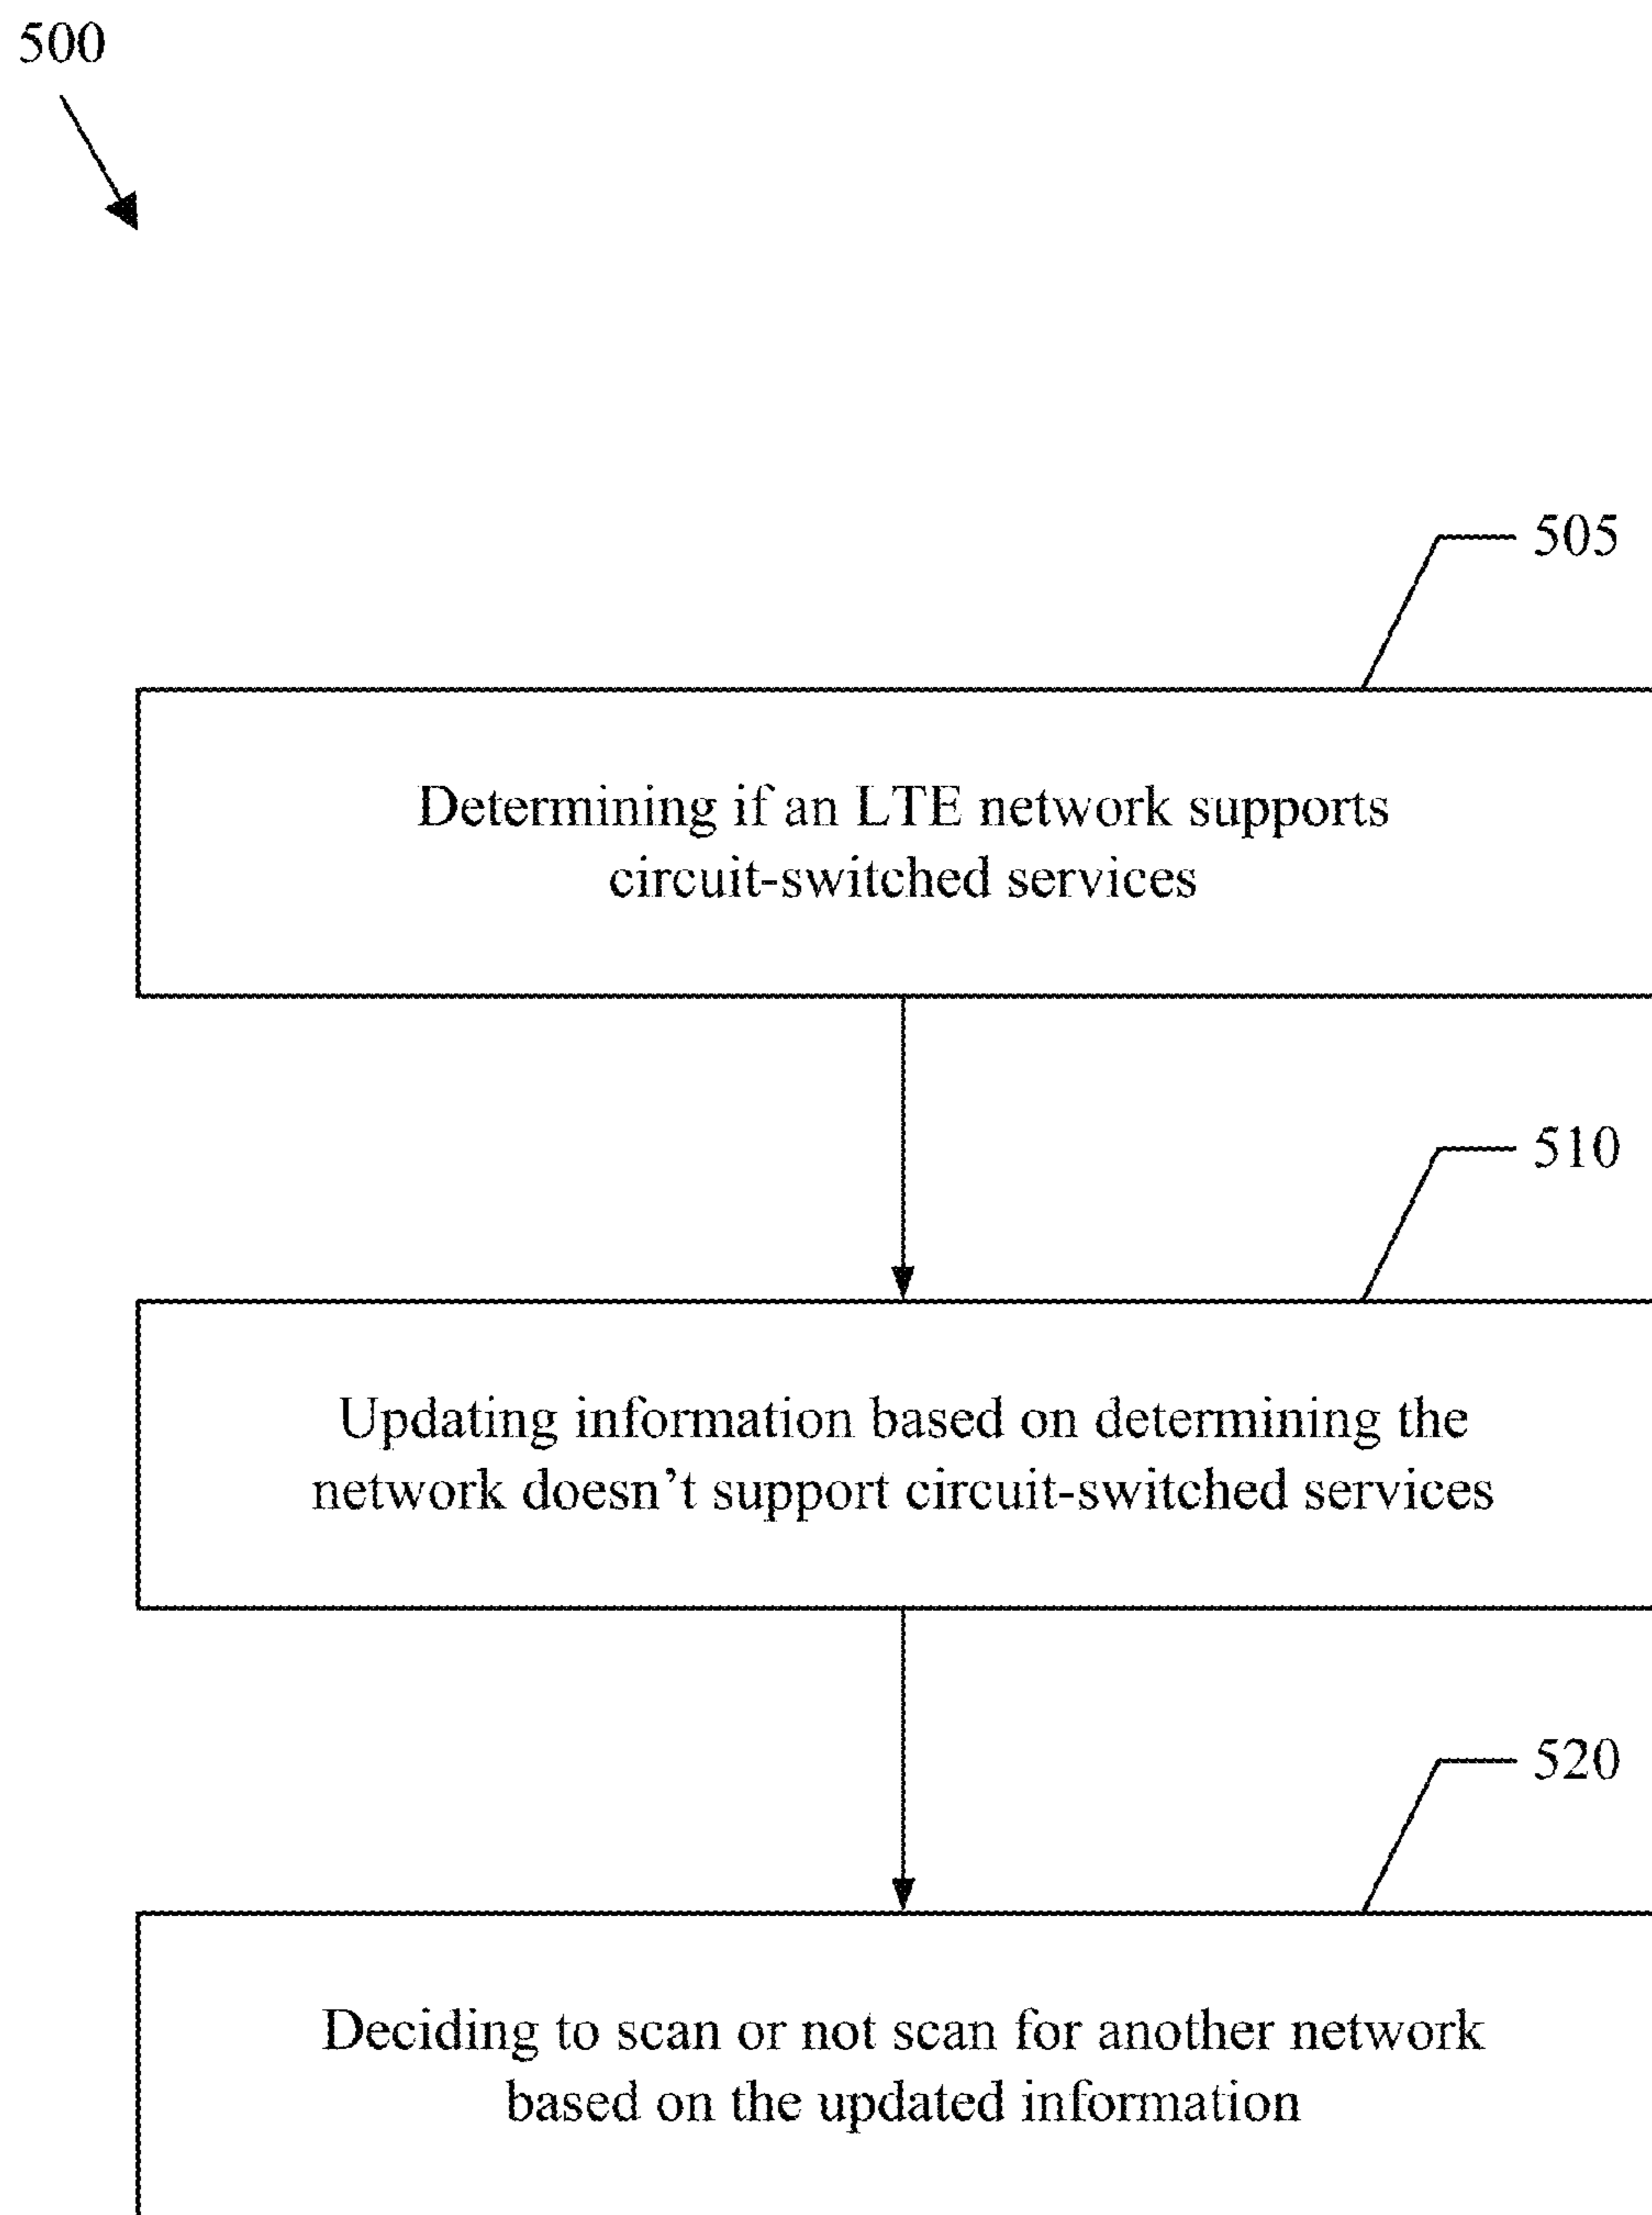 500
505
Determining if an LTE network supports
circuit-switched services
510
Updating information based on determining the
network doesn't support circuit-switched services
520
Deciding to scan or not scan for another network
based on the updated information